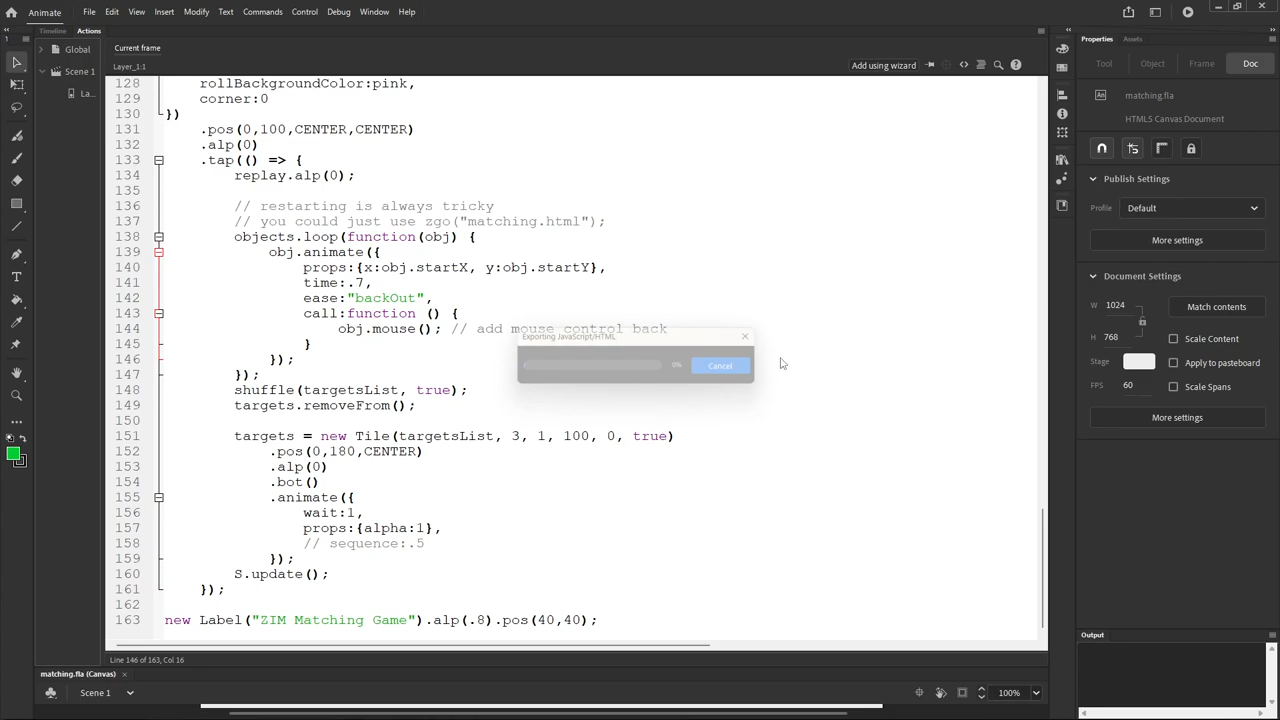 Animate File Edit View Insert Modify Text Commands Control Debug Window Help
Timeline Actions
Properties Assets
Global
Scene 1
La...
Current frame
Layer_1:1
Add using wizard
128 rollBackgroundColor:pink,
129 corner:0
130 })
131 .pos(0,100,CENTER,CENTER)
132 .alp(0)
133 .tap(() => {
134 replay.alp(0);
135
136 // restarting is always tricky
137 // you could just use zgo("matching.html");
138 objects.loop(function(obj) {
139 obj.animate({
140 props:{x:obj.startX, y:obj.startY},
141 time:.7,
142 ease:"backOut",
143 call:function () {
144 obj.mouse(); // add mouse control back
145 }
146 });
147 });
148 shuffle(targetsList, true);
149 targets.removeFrom();
150
151 targets = new Tile(targetsList, 3, 1, 100, 0, true)
152 .pos(0,180,CENTER)
153 .alp(0)
154 .bot()
155 .animate({
156 wait:1,
157 props:{alpha:1},
158 // sequence:.5
159 });
160 S.update();
161 });
162
163 new Label("ZIM Matching Game").alp(.8).pos(40,40);
Exporting JavaScript/HTML
0% Cancel
Line 146 of 163, Col 16
matching.fla (Canvas)
Scene 1
100%
Tool Object Frame Doc
An matching.fla
HTML5 Canvas Document
Publish Settings
Profile Default
More settings
Document Settings
W 1024 Match contents
H 768 Scale Content
Stage Apply to pasteboard
FPS 60 Scale Spans
More settings
Output